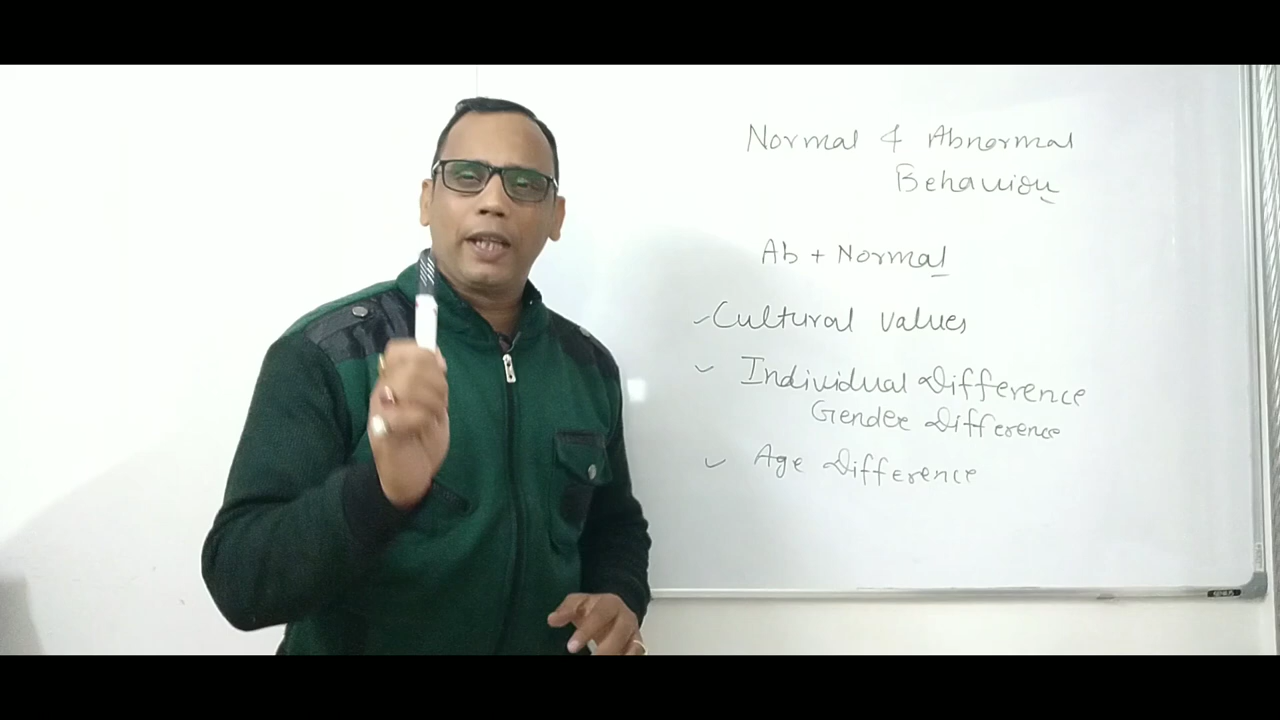 Normal & Abnormal
Behaviour
Ab + Normal
Cultural values
Individual Difference
Gender Difference
Age Difference